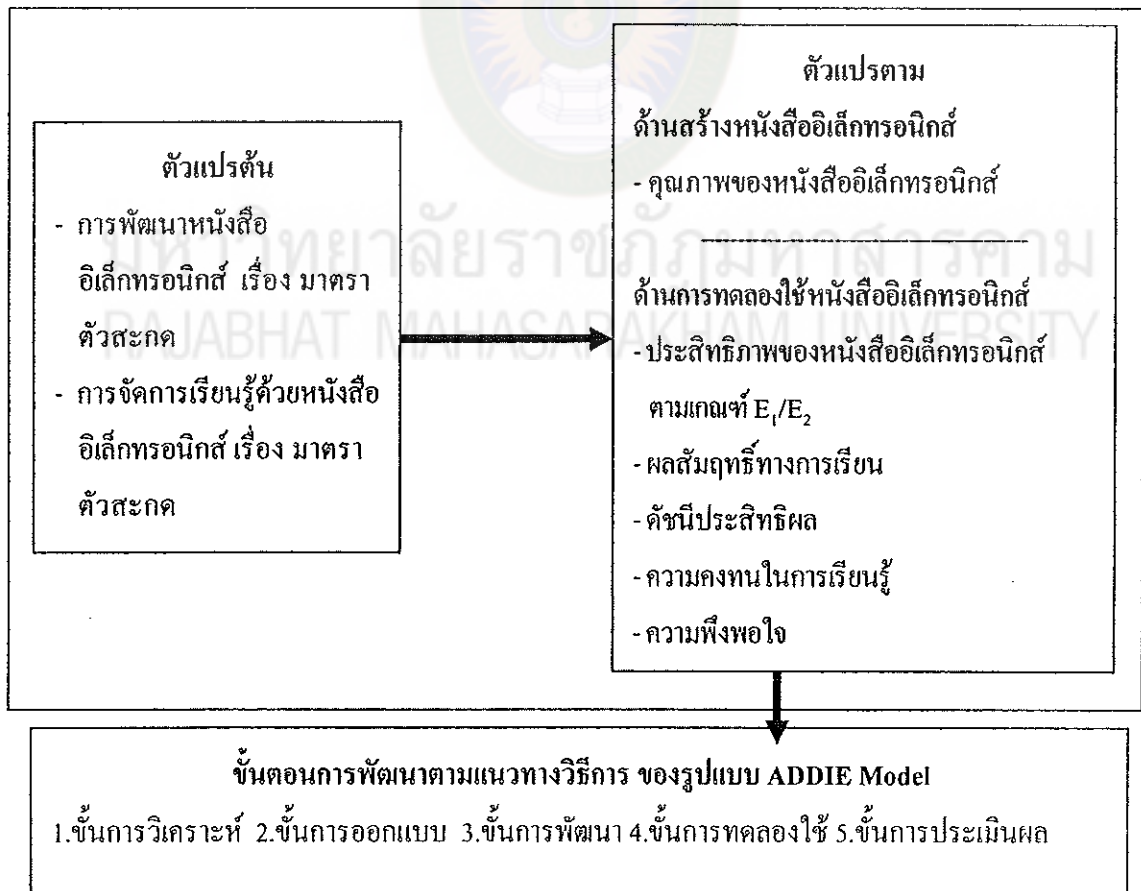 ตัวแปรต้น
- การพัฒนาหนังสือ
อิเล็กทรอนิกส์ เรื่อง มาตรา
ตัวสะกด
- การจัดการเรียนรู้ด้วยหนังสือ
อิเล็กทรอนิกส์ เรื่อง มาตรา
ตัวสะกด
ตัวแปรตาม
ด้านสร้างหนังสืออิเล็กทรอนิกส์
- คุณภาพของหนังสืออิเล็กทรอนิกส์
ด้านการทดลองใช้หนังสืออิเล็กทรอนิกส์
- ประสิทธิภาพของหนังสืออิเล็กทรอนิกส์
ตามเกณฑ์ E₁/E₂
- ผลสัมฤทธิ์ทางการเรียน
- ดัชนีประสิทธิผล
- ความคงทนในการเรียนรู้
- ความพึงพอใจ
มหาวิทยาลัยราชภัฏมหาสารคาม
RAJABHAT MAHASARAKHAM UNIVERSITY
ขั้นตอนการพัฒนาตามแนวทางวิธีการ ของรูปแบบ ADDIE Model
1.ขั้นการวิเคราะห์ 2.ขั้นการออกแบบ 3.ขั้นการพัฒนา 4.ขั้นการทดลองใช้ 5.ขั้นการประเมินผล